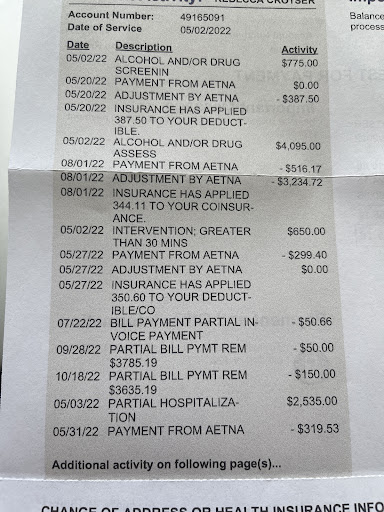 REBECCA CROYSER
Account Number: 49165091
Date of Service 05/02/2022
Balance
process
Date Description Activity
05/02/22 ALCOHOL AND/OR DRUG $775.00
SCREENIN
05/20/22 PAYMENT FROM AETNA $0.00
05/20/22 ADJUSTMENT BY AETNA - $387.50
05/20/22 INSURANCE HAS APPLIED
387.50 TO YOUR DEDUCT-
IBLE.
05/02/22 ALCOHOL AND/OR DRUG $4,095.00
ASSESS
08/01/22 PAYMENT FROM AETNA - $516.17
08/01/22 ADJUSTMENT BY AETNA - $3,234.72
08/01/22 INSURANCE HAS APPLIED
344.11 TO YOUR COINSUR-
ANCE.
05/02/22 INTERVENTION; GREATER $650.00
THAN 30 MINS
05/27/22 PAYMENT FROM AETNA - $299.40
05/27/22 ADJUSTMENT BY AETNA $0.00
05/27/22 INSURANCE HAS APPLIED
350.60 TO YOUR DEDUCT-
IBLE/CO
07/22/22 BILL PAYMENT PARTIAL IN- - $50.66
VOICE PAYMENT
09/28/22 PARTIAL BILL PYMT REM - $50.00
$3785.19
10/18/22 PARTIAL BILL PYMT REM - $150.00
$3635.19
05/03/22 PARTIAL HOSPITALIZA- $2,535.00
TION
05/31/22 PAYMENT FROM AETNA - $319.53
Additional activity on following page(s)...
CHANGE OF ADDRESS OR HEALTH INSURANCE INFO